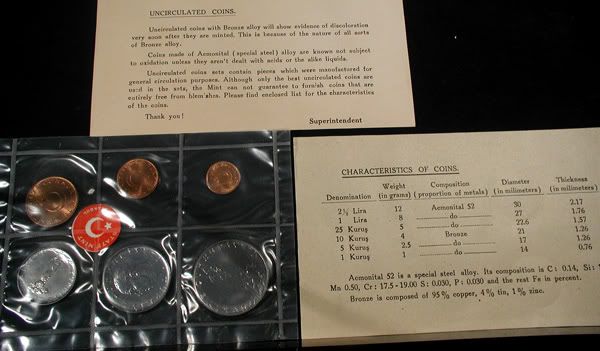 UNCIRCULATED COINS.
Uncirculated coins with Bronze alloy will show evidence of discoloration
very soon after they are minted. This is because of the nature of all sorts
of Bronze alloy.
Coins made of Aemonital (special steel) alloy are known not subject
to oxidation unless they aren't dealt with acids or the alike liquids.
Uncirculated coins sets contain pieces which were manufactured for
general circulation purposes. Although only the best uncirculated coins are
used in the sets, the Mint can not guarantee to furnish coins that are
entirely free from blemishes. Please find enclosed list for the characteristics
of the coins.
Thank you!
Superintendent
CHARACTERISTICS OF COINS.
Denomination Weight (in grams) Composition (proportion of metals) Diameter (in milimeters) Thickness (in milimeters)
2½ Lira 12 Acmonital 52 30 2.17
1 Lira 8 do 27 1.76
25 Kuruş 5 do 22.6 1.57
10 Kuruş 4 Bronze 21 1.26
5 Kuruş 2.5 do 17 1.26
1 Kuruş 1 do 14 0.76
Acmonital 52 is a special steel alloy. Its composition is C: 0.14, Si:
Mn 0.50, Cr: 17.5 - 19.00 S: 0.030, P: 0.030 and the rest Fe in percent.
Bronze is composed of 95% copper, 4% tin, 1% zinc.